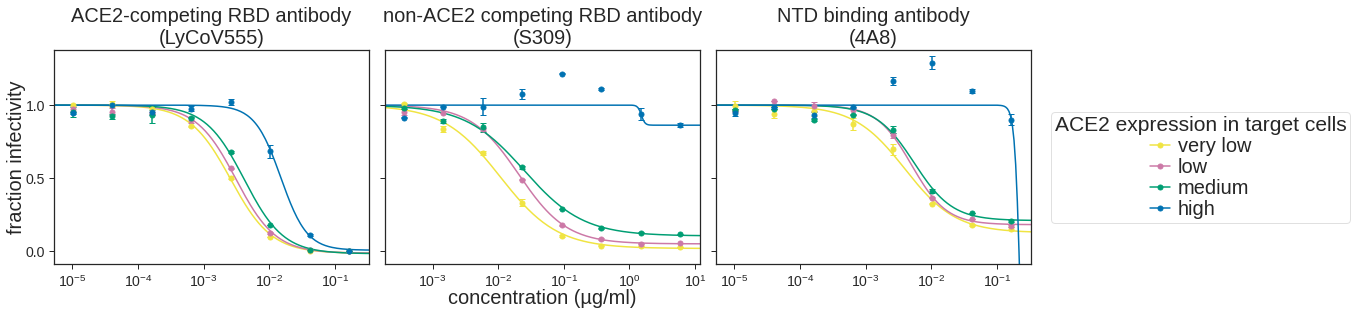 ACE2-competing RBD antibody
(LyCoV555)
non-ACE2 competing RBD antibody
(S309)
NTD binding antibody
(4A8)
fraction infectivity
1.0
0.5
0.0
10⁻⁵ 10⁻⁴ 10⁻³ 10⁻² 10⁻¹
10⁻³ 10⁻² 10⁻¹ 10⁰ 10¹
10⁻⁵ 10⁻⁴ 10⁻³ 10⁻² 10⁻¹
concentration (µg/ml)
ACE2 expression in target cells
very low
low
medium
high